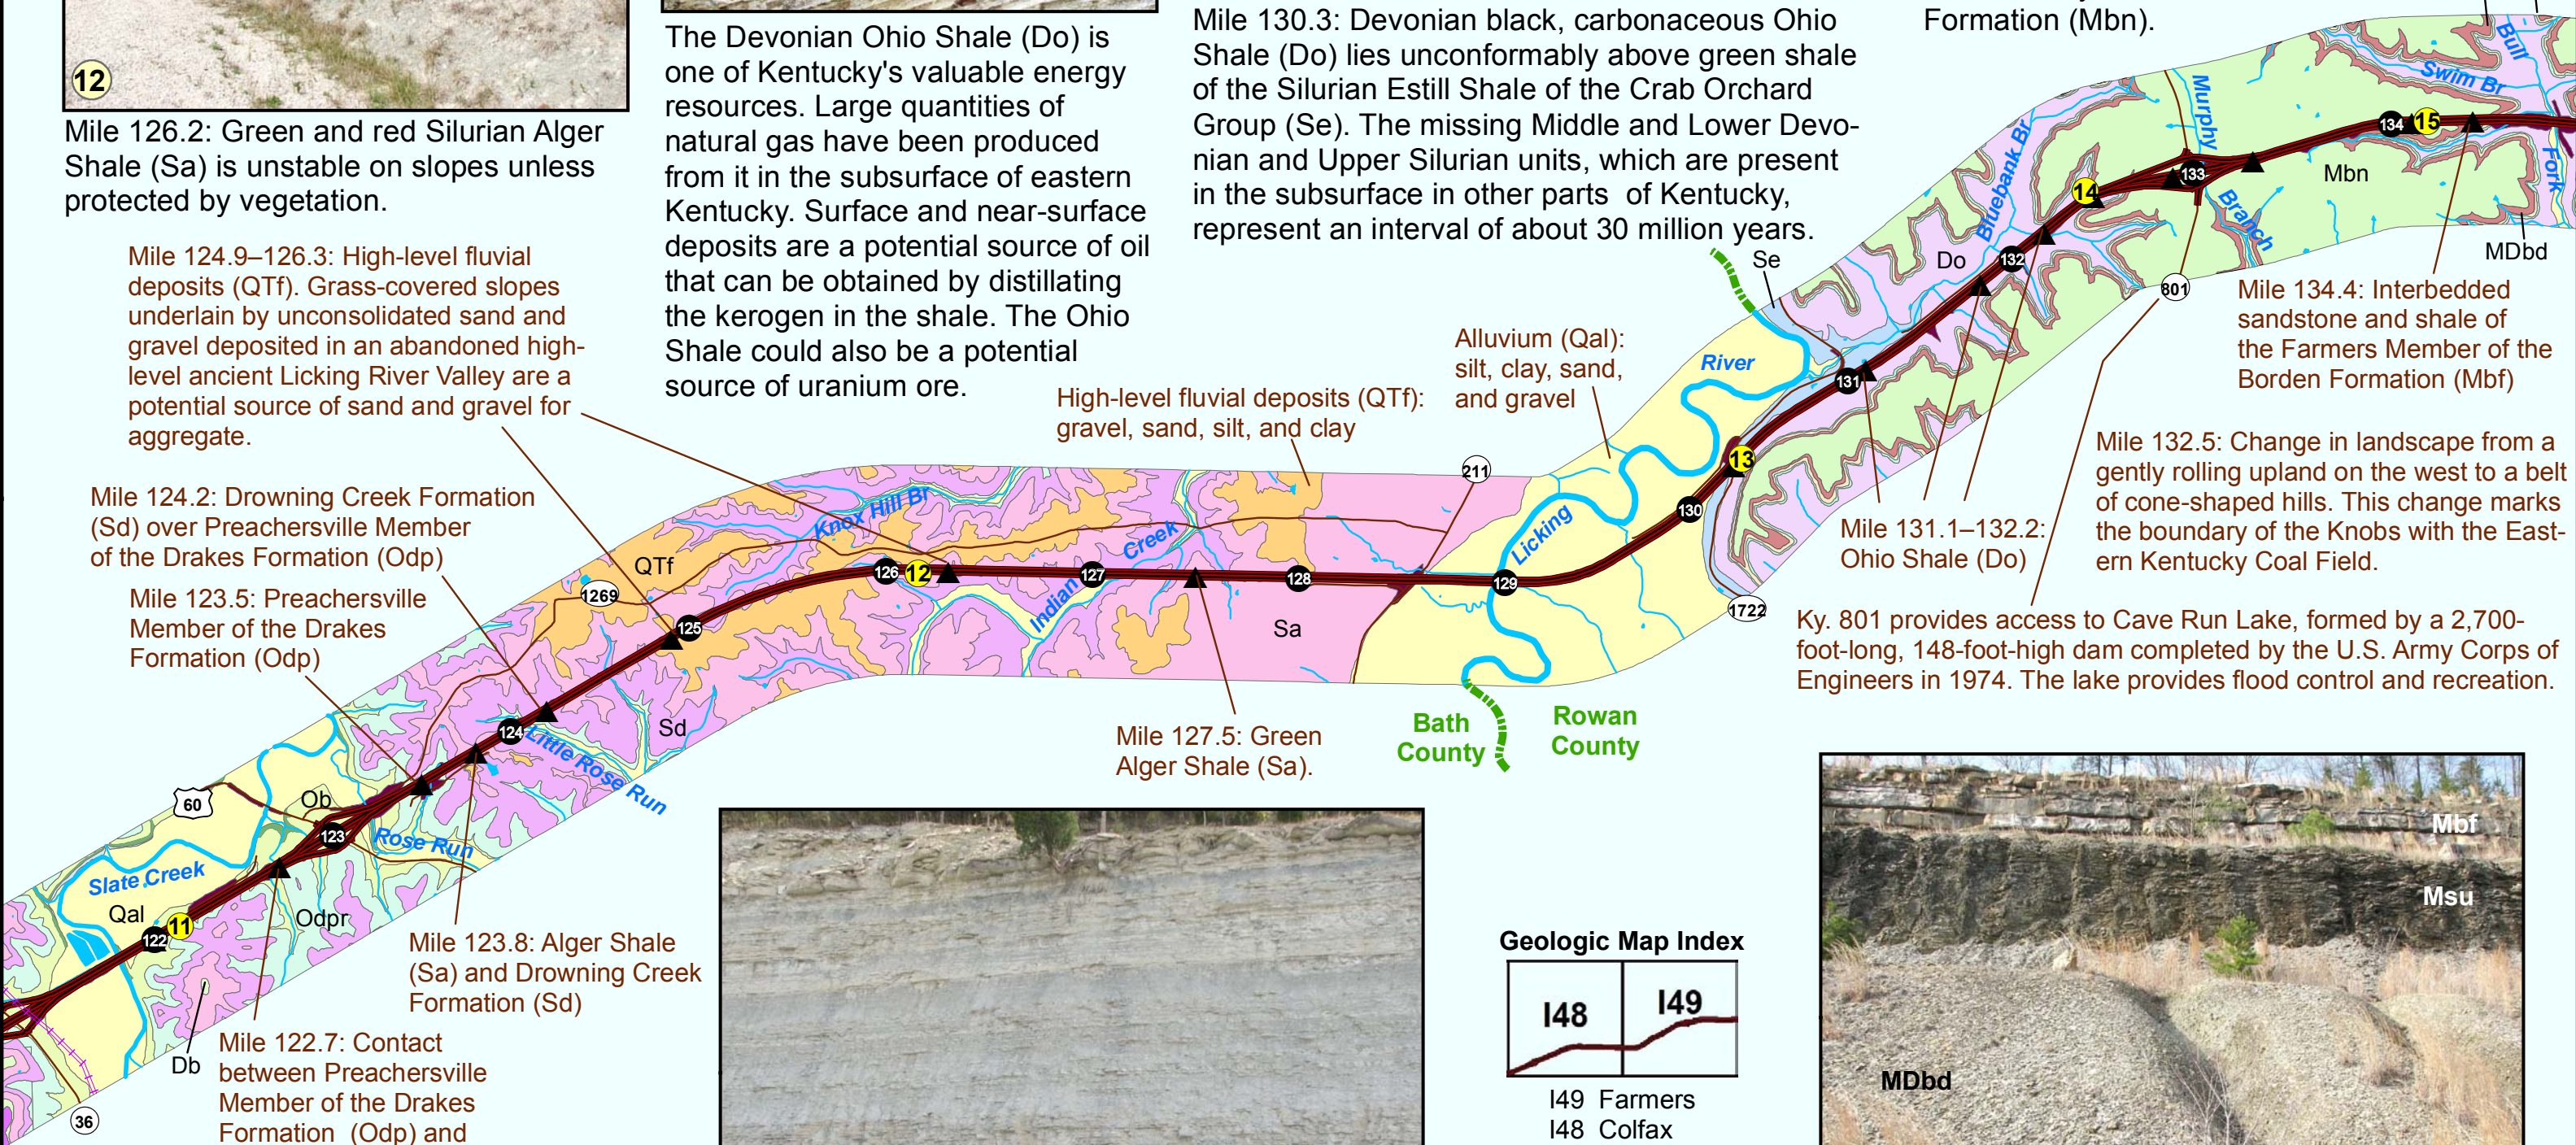 12
Mile 126.2: Green and red Silurian Alger
Shale (Sa) is unstable on slopes unless
protected by vegetation.
The Devonian Ohio Shale (Do) is
one of Kentucky's valuable energy
resources. Large quantities of
natural gas have been produced
from it in the subsurface of eastern
Kentucky. Surface and near-surface
deposits are a potential source of oil
that can be obtained by distillating
the kerogen in the shale. The Ohio
Shale could also be a potential
source of uranium ore.
Mile 130.3: Devonian black, carbonaceous Ohio
Shale (Do) lies unconformably above green shale
of the Silurian Estill Shale of the Crab Orchard
Group (Se). The missing Middle and Lower Devo-
nian and Upper Silurian units, which are present
in the subsurface in other parts of Kentucky,
represent an interval of about 30 million years.
Formation (Mbn).
Mile 124.9–126.3: High-level fluvial
deposits (QTf). Grass-covered slopes
underlain by unconsolidated sand and
gravel deposited in an abandoned high-
level ancient Licking River Valley are a
potential source of sand and gravel for
aggregate.
Mile 124.2: Drowning Creek Formation
(Sd) over Preachersville Member
of the Drakes Formation (Odp)
Mile 123.5: Preachersville
Member of the Drakes
Formation (Odp)
High-level fluvial deposits (QTf):
gravel, sand, silt, and clay
Alluvium (Qal):
silt, clay, sand,
and gravel
Mile 134.4: Interbedded
sandstone and shale of
the Farmers Member of the
Borden Formation (Mbf)
Mile 132.5: Change in landscape from a
gently rolling upland on the west to a belt
of cone-shaped hills. This change marks
the boundary of the Knobs with the East-
ern Kentucky Coal Field.
Mile 131.1–132.2:
Ohio Shale (Do)
Ky. 801 provides access to Cave Run Lake, formed by a 2,700-
foot-long, 148-foot-high dam completed by the U.S. Army Corps of
Engineers in 1974. The lake provides flood control and recreation.
Mile 127.5: Green
Alger Shale (Sa).
Mile 123.8: Alger Shale
(Sa) and Drowning Creek
Formation (Sd)
Mile 122.7: Contact
between Preachersville
Member of the Drakes
Formation (Odp) and
Bath
County
Rowan
County
36
Db
Qal
122
11
Slate Creek
60
Ob
123
Odpr
Rose Run
124
Little Rose Run
Sd
1269
QTf
125
Knox Hill Br
126
12
127
Indian
Creek
128
Sa
211
129
Licking
River
130
13
1722
131
Se
Do
Bluebank Br
132
14
133
Murphy
Branch
801
Mbn
134
15
Swim Br
Bull
Fork
MDbd
Geologic Map Index
I48
I49
I49 Farmers
I48 Colfax
Mbf
Msu
MDbd